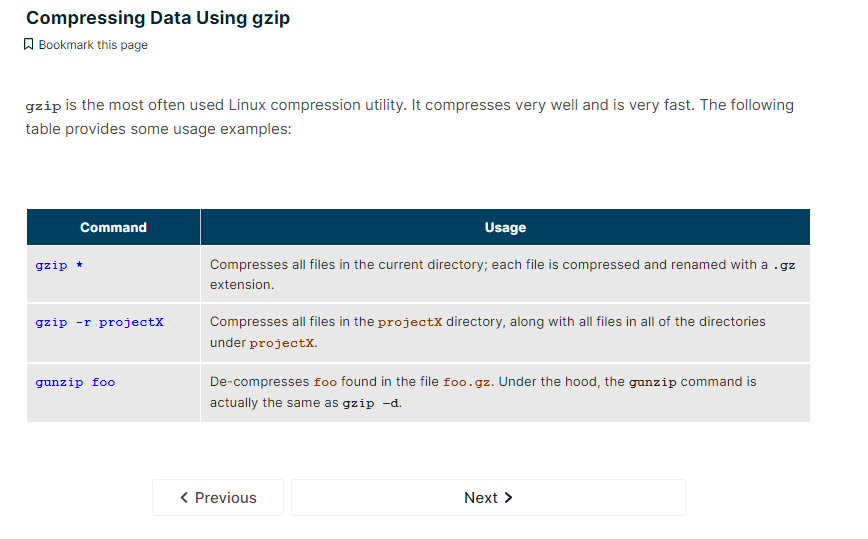 Compressing Data Using gzip
Bookmark this page
gzip is the most often used Linux compression utility. It compresses very well and is very fast. The following
table provides some usage examples:
Command Usage
gzip * Compresses all files in the current directory; each file is compressed and renamed with a .gz
extension.
gzip -r projectX Compresses all files in the projectX directory, along with all files in all of the directories
under projectX.
gunzip foo De-compresses foo found in the file foo.gz. Under the hood, the gunzip command is
actually the same as gzip –d.
Previous Next